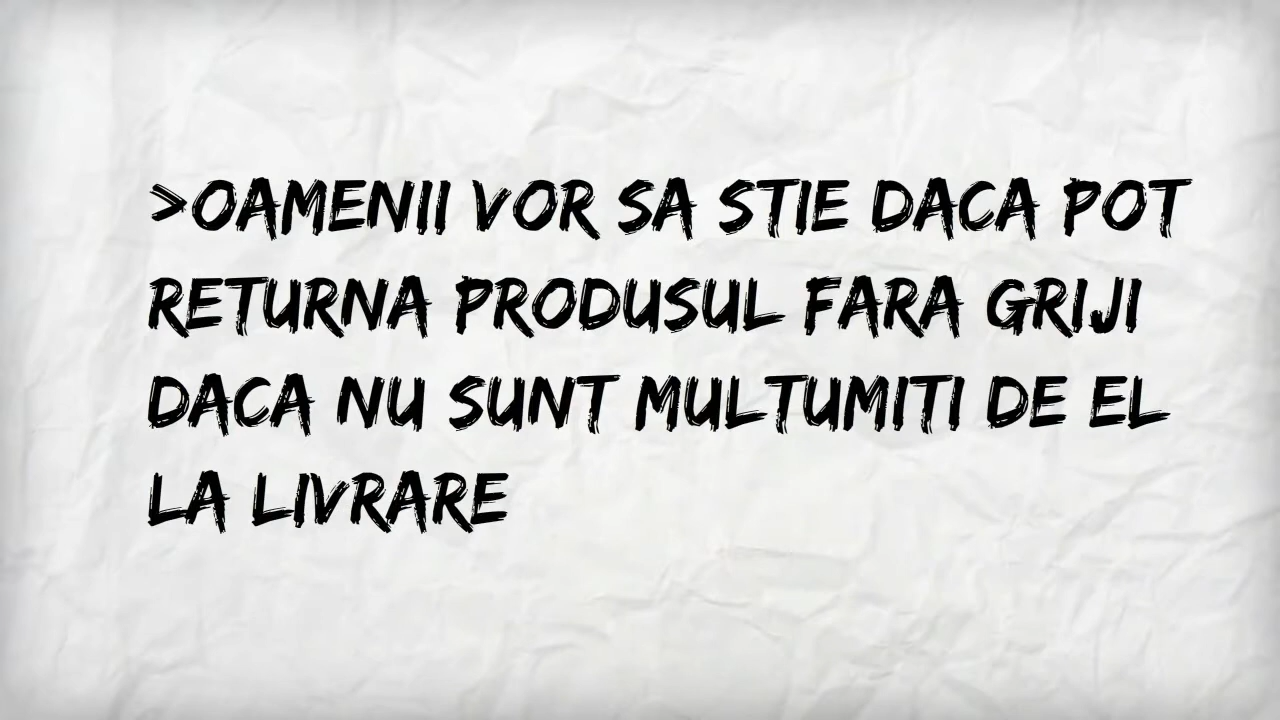 >OAMENII VOR SA STIE DACA POT
RETURNA PRODUSUL FARA GRIJI
DACA NU SUNT MULTUMITI DE EL
LA LIVRARE